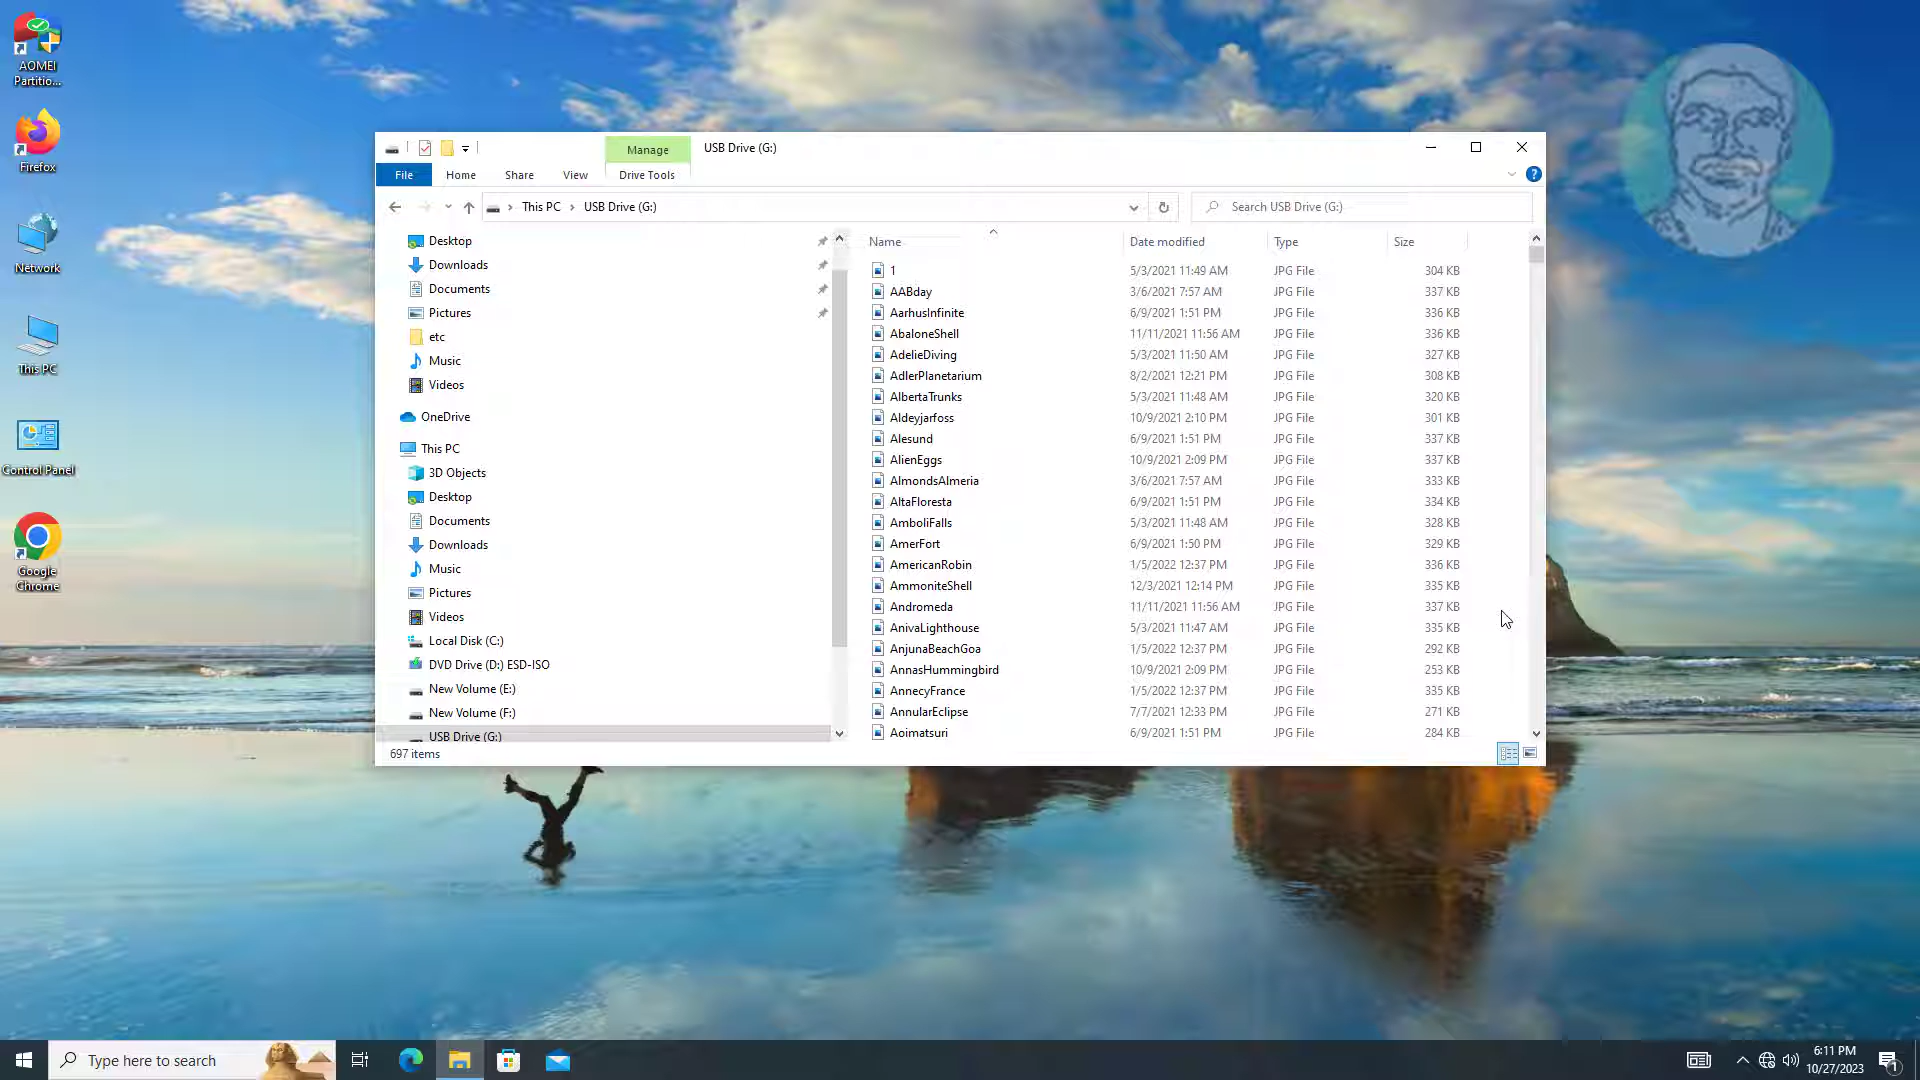 AOMEI
Partitio...
Firefox
Network
This PC
Control Panel
Google
Chrome
Manage
USB Drive (G:)
File
Home
Share
View
Drive Tools
This PC
USB Drive (G:)
Search USB Drive (G:)
Desktop
Downloads
Documents
Pictures
etc
Music
Videos
OneDrive
This PC
3D Objects
Desktop
Documents
Downloads
Music
Pictures
Videos
Local Disk (C:)
DVD Drive (D:) ESD-ISO
New Volume (E:)
New Volume (F:)
USB Drive (G:)
Name Date modified Type Size
1 5/3/2021 11:49 AM JPG File 304 KB
AABday 3/6/2021 7:57 AM JPG File 337 KB
AarhusInfinite 6/9/2021 1:51 PM JPG File 336 KB
AbaloneShell 11/11/2021 11:56 AM JPG File 336 KB
AdelieDiving 5/3/2021 11:50 AM JPG File 327 KB
AdlerPlanetarium 8/2/2021 12:21 PM JPG File 308 KB
AlbertaTrunks 5/3/2021 11:48 AM JPG File 320 KB
Aldeyjarfoss 10/9/2021 2:10 PM JPG File 301 KB
Alesund 6/9/2021 1:51 PM JPG File 337 KB
AlienEggs 10/9/2021 2:09 PM JPG File 337 KB
AlmondsAlmeria 3/6/2021 7:57 AM JPG File 333 KB
AltaFloresta 6/9/2021 1:51 PM JPG File 334 KB
AmboliFalls 5/3/2021 11:48 AM JPG File 328 KB
AmerFort 6/9/2021 1:50 PM JPG File 329 KB
AmericanRobin 1/5/2022 12:37 PM JPG File 336 KB
AmmoniteShell 12/3/2021 12:14 PM JPG File 335 KB
Andromeda 11/11/2021 11:56 AM JPG File 337 KB
AnivaLighthouse 5/3/2021 11:47 AM JPG File 335 KB
AnjunaBeachGoa 1/5/2022 12:37 PM JPG File 292 KB
AnnasHummingbird 10/9/2021 2:09 PM JPG File 253 KB
AnnecyFrance 1/5/2022 12:37 PM JPG File 335 KB
AnnularEclipse 7/7/2021 12:33 PM JPG File 271 KB
Aoimatsuri 6/9/2021 1:51 PM JPG File 284 KB
697 items
Type here to search
6:11 PM
10/27/2023
1